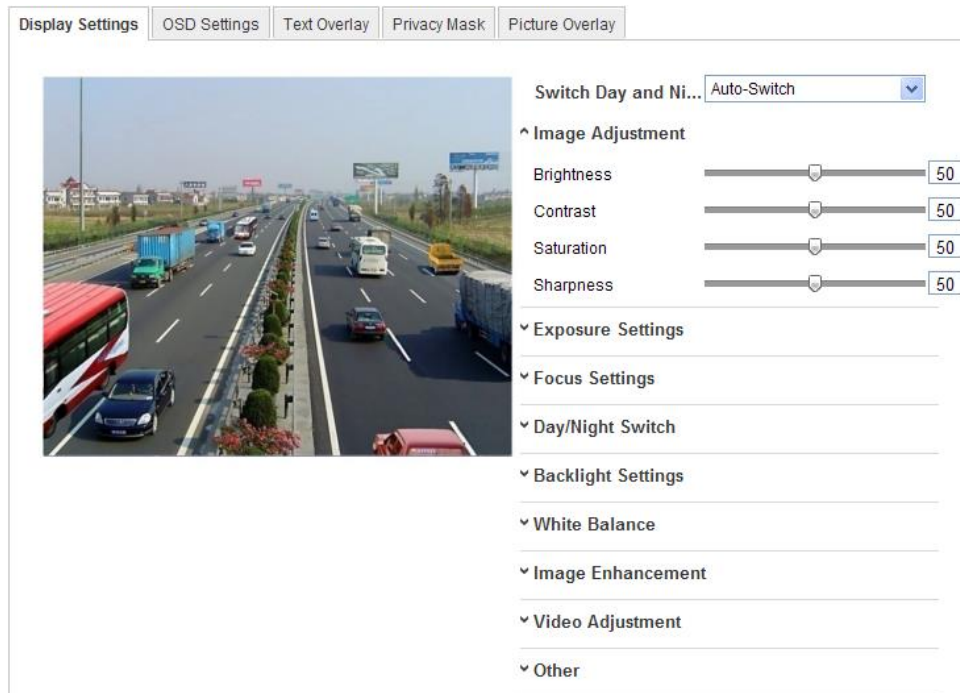 Display Settings
OSD Settings
Text Overlay
Privacy Mask
Picture Overlay
Switch Day and Ni...
Auto-Switch
Image Adjustment
Brightness 50
Contrast 50
Saturation 50
Sharpness 50
Exposure Settings
Focus Settings
Day/Night Switch
Backlight Settings
White Balance
Image Enhancement
Video Adjustment
Other